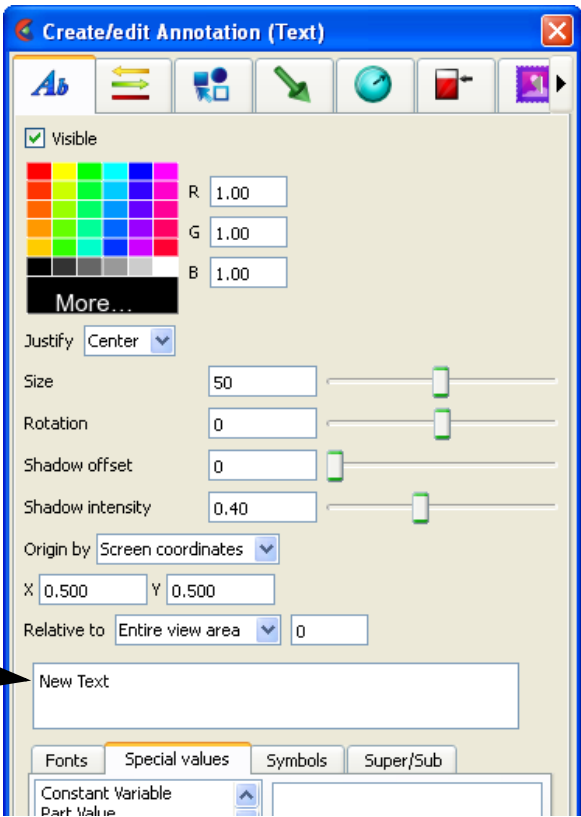 Create/edit Annotation (Text)
Ab
Visible
R 1.00
G 1.00
B 1.00
More...
Justify Center
Size 50
Rotation 0
Shadow offset 0
Shadow intensity 0.40
Origin by Screen coordinates
X 0.500 Y 0.500
Relative to Entire view area 0
New Text
Fonts Special values Symbols Super/Sub
Constant Variable
Part Value